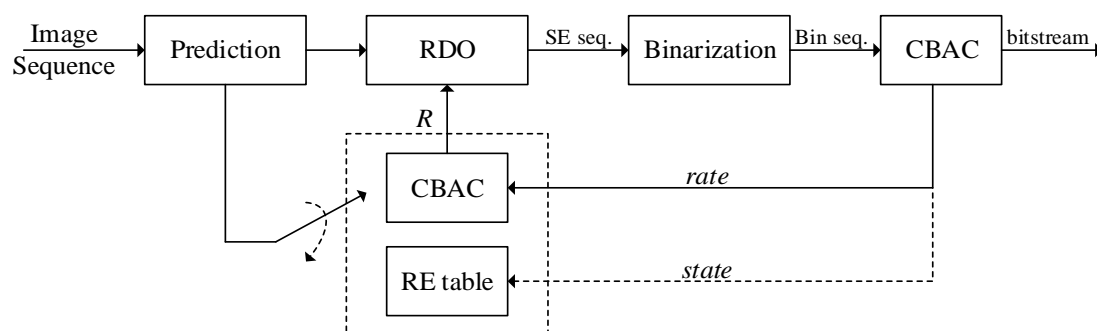 Image
Sequence
Prediction
RDO
SE seq.
Binarization
Bin seq.
CBAC
bitstream
R
CBAC
rate
RE table
state